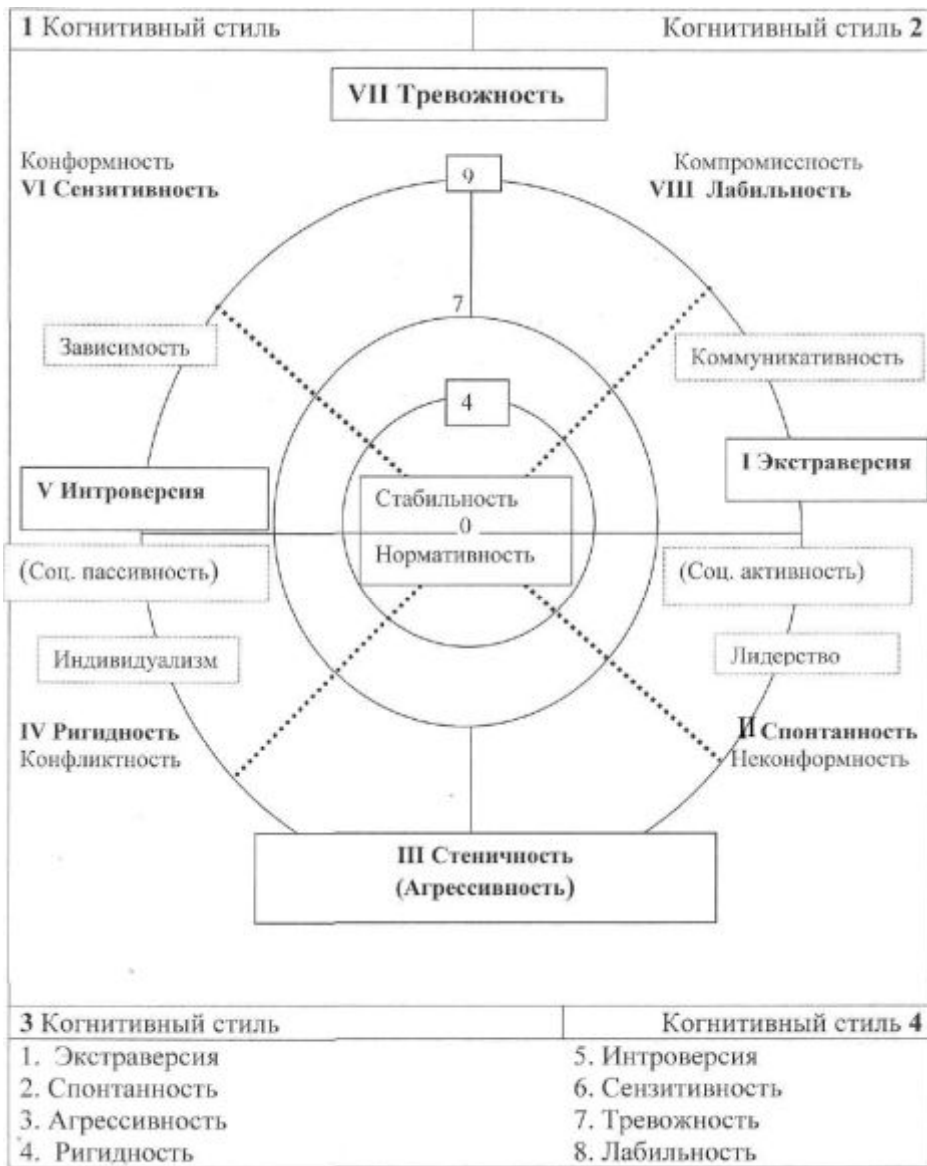 1 Когнитивный стиль
Когнитивный стиль 2
VII Тревожность
Конформность
VI Сензитивность
Компромиссность
VIII Лабильность
9
7
Зависимость
Коммуникативность
4
I Экстраверсия
V Интроверсия
Стабильность
0
Нормативность
(Соц. пассивность)
(Соц. активность)
Индивидуализм
Лидерство
IV Ригидность
Конфликтность
II Спонтанность
Неконформность
III Стеничность
(Агрессивность)
3 Когнитивный стиль
Когнитивный стиль 4
1. Экстраверсия
5. Интроверсия
2. Спонтанность
6. Сензитивность
3. Агрессивность
7. Тревожность
4. Ригидность
8. Лабильность